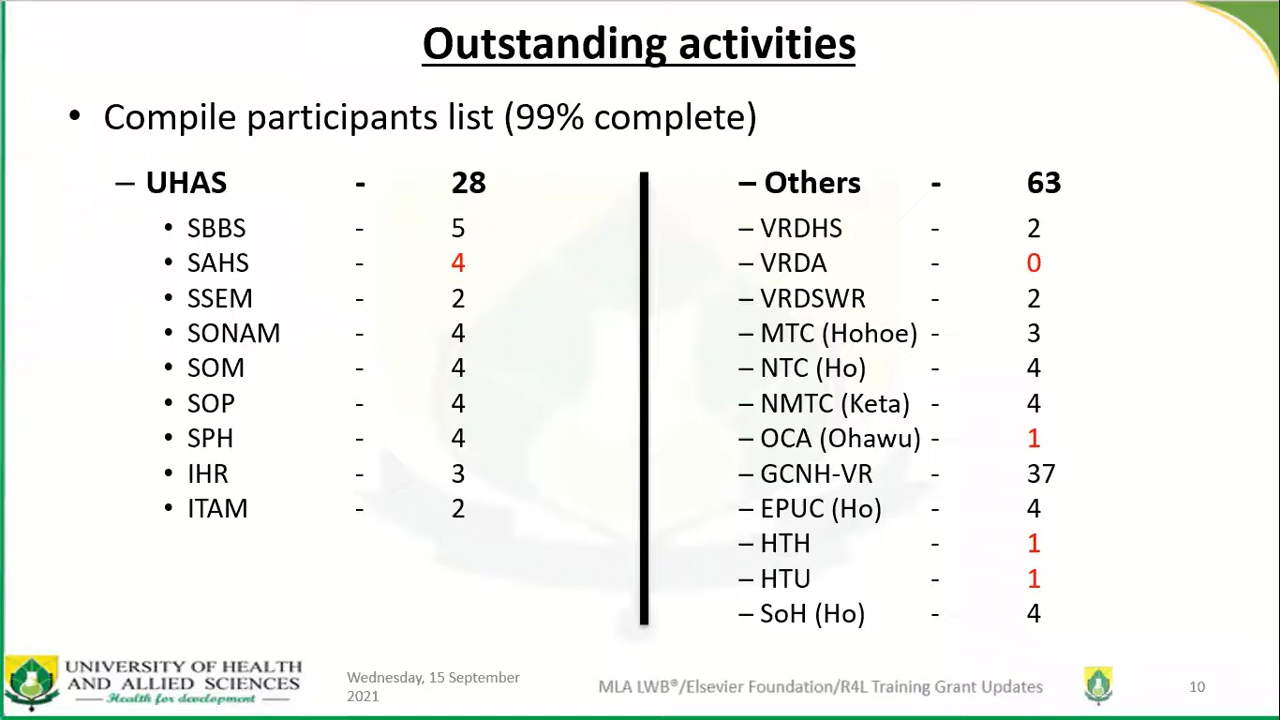 Outstanding activities
• Compile participants list (99% complete)
– UHAS - 28
• SBBS - 5
• SAHS - 4
• SSEM - 2
• SONAM - 4
• SOM - 4
• SOP - 4
• SPH - 4
• IHR - 3
• ITAM - 2
– Others - 63
– VRDHS - 2
– VRDA - 0
– VRDSWR - 2
– MTC (Hohoe) - 3
– NTC (Ho) - 4
– NMTC (Keta) - 4
– OCA (Ohawu) - 1
– GCNH-VR - 37
– EPUC (Ho) - 4
– HTH - 1
– HTU - 1
– SoH (Ho) - 4
UNIVERSITY OF HEALTH
AND ALLIED SCIENCES
Health for development
Wednesday, 15 September
2021
MLA LWB®/Elsevier Foundation/R4L Training Grant Updates
10